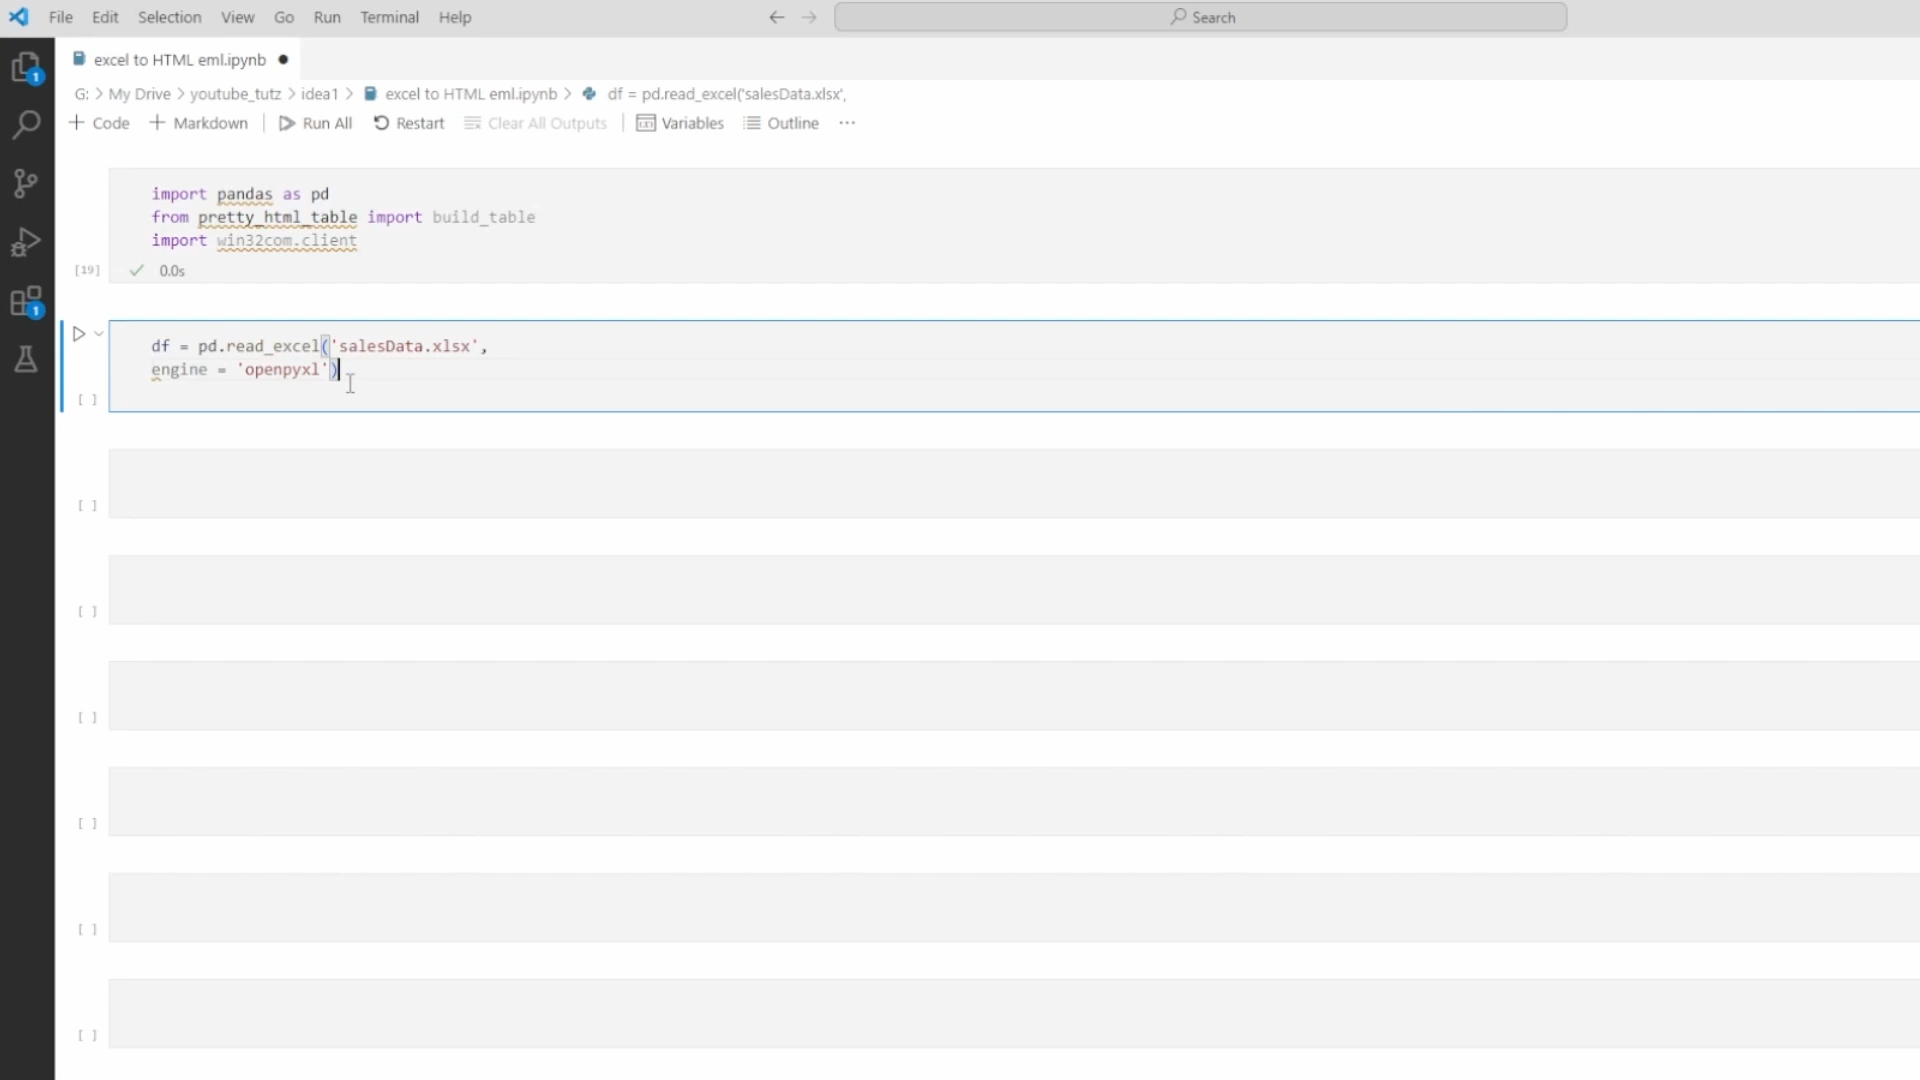 File Edit Selection View Go Run Terminal Help Search
excel to HTML eml.ipynb
G: > My Drive > youtube_tutz > idea1 > excel to HTML eml.ipynb > df = pd.read_excel('salesData.xlsx',
+ Code + Markdown Run All Restart Clear All Outputs Variables Outline ···
import pandas as pd
from pretty_html_table import build_table
import win32com.client
[19] ✓ 0.0s
df = pd.read_excel('salesData.xlsx',
engine = 'openpyxl')
[ ]
[ ]
[ ]
[ ]
[ ]
[ ]
[ ]
1
1